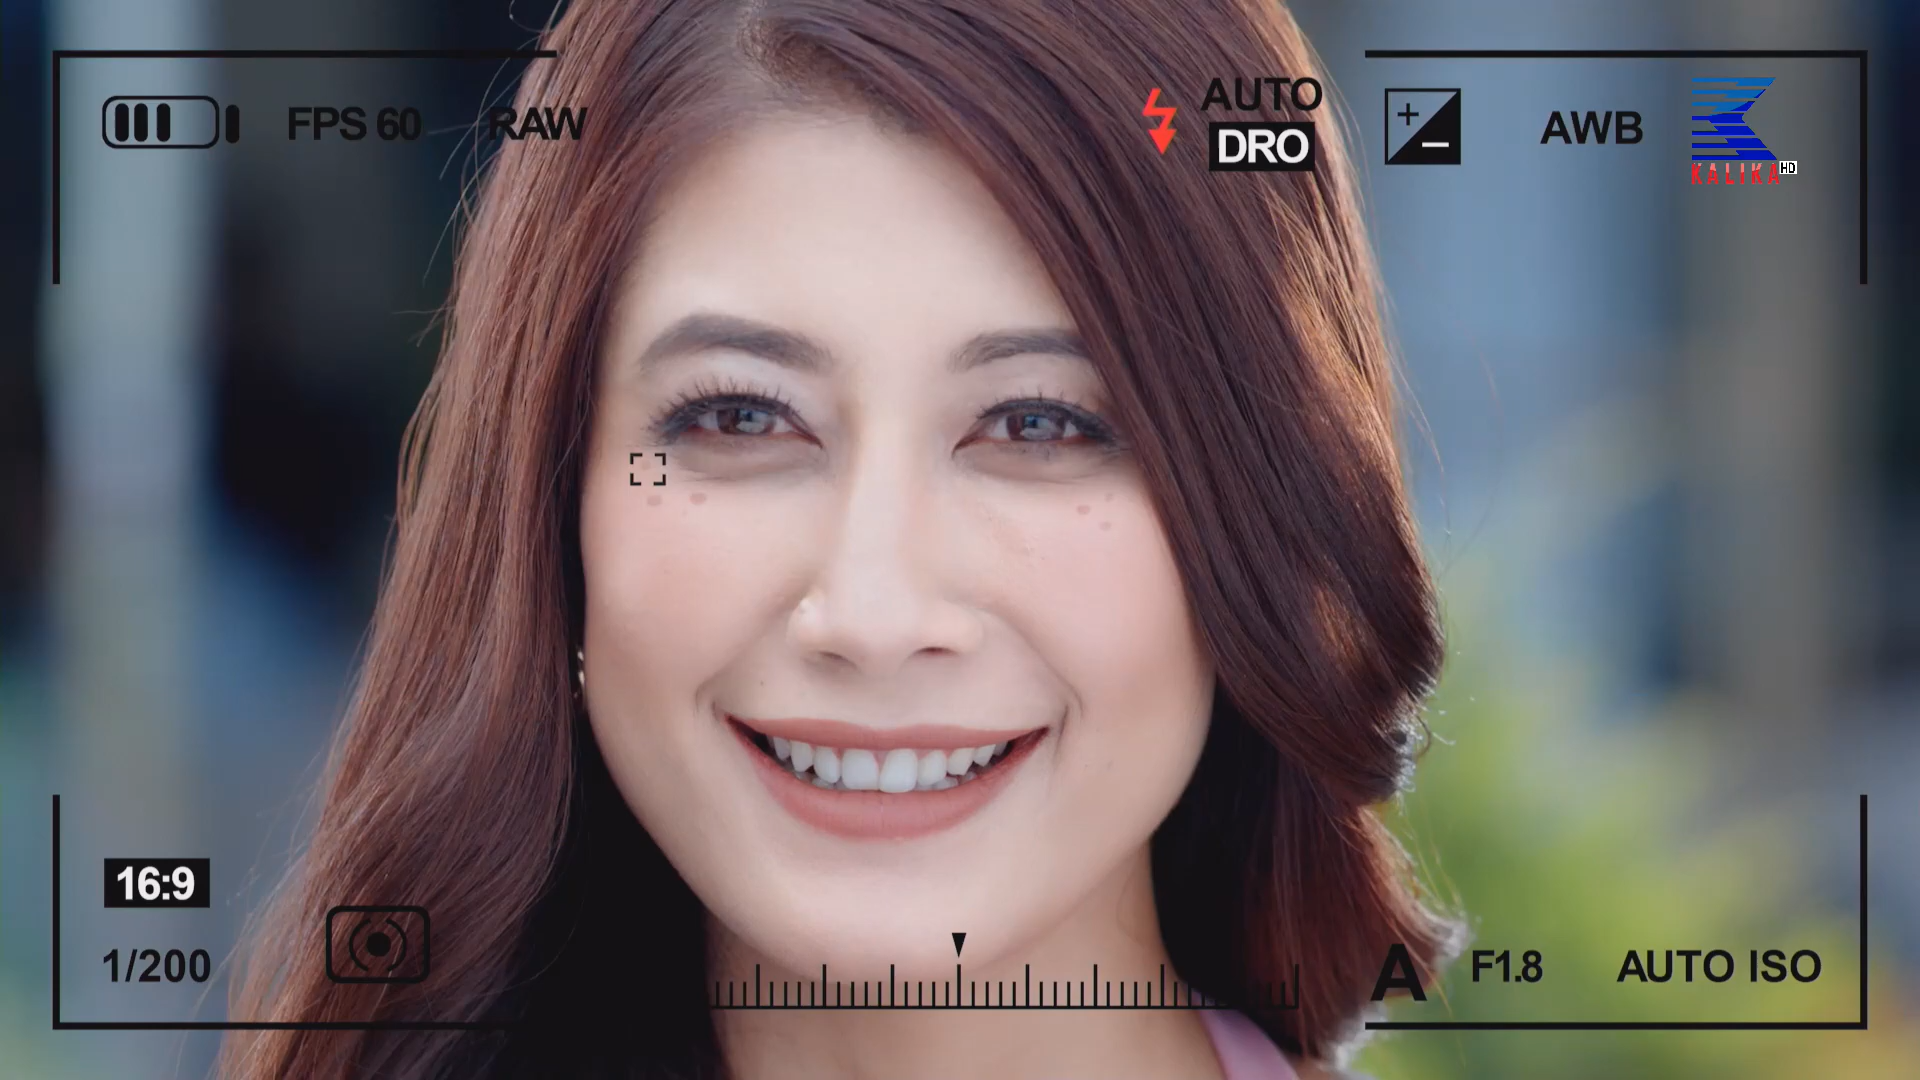 FPS 60
RAW
AUTO
DRO
+
AWB
KALIKA HD
16:9
1/200
A
F1.8
AUTO ISO